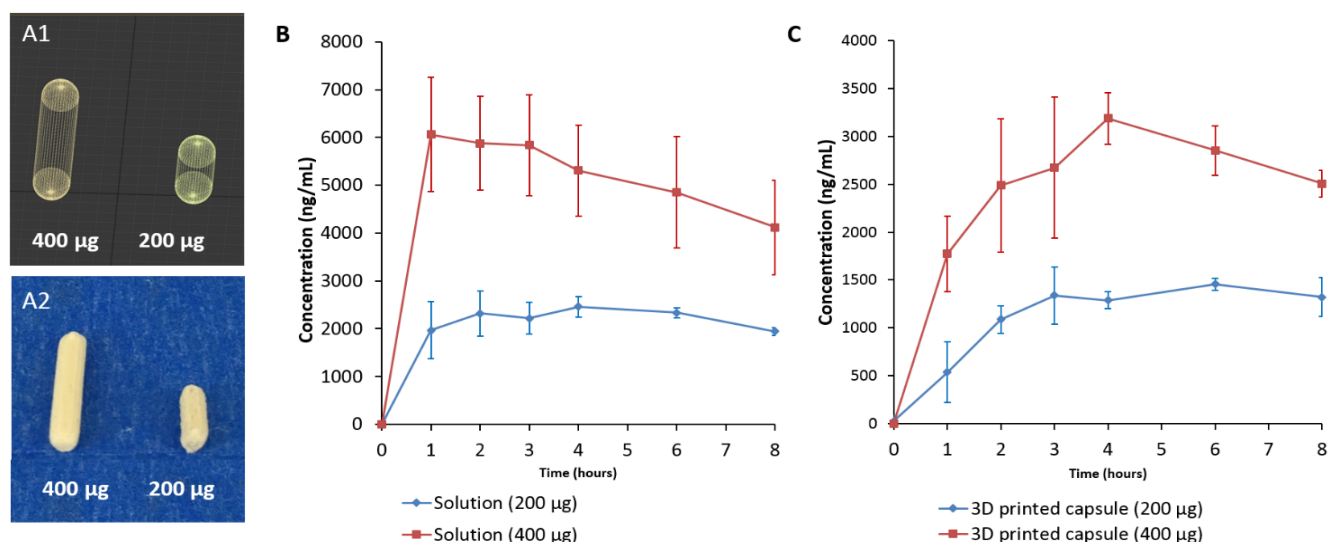 A1
400 µg 200 µg
A2
400 µg 200 µg
B
Concentration (ng/mL)
8000
7000
6000
5000
4000
3000
2000
1000
0
0 1 2 3 4 5 6 7 8
Time (hours)
Solution (200 µg)
Solution (400 µg)
C
Concentration (ng/mL)
4000
3500
3000
2500
2000
1500
1000
500
0
0 1 2 3 4 5 6 7 8
Time (hours)
3D printed capsule (200 µg)
3D printed capsule (400 µg)